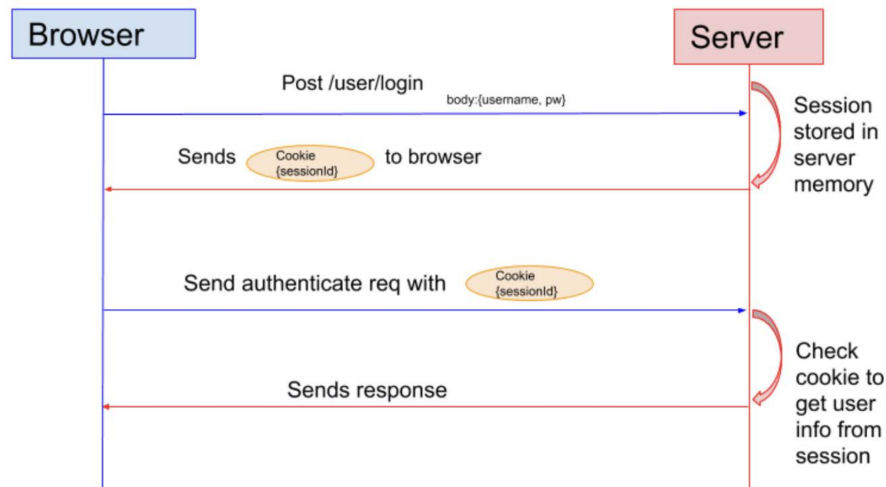 Browser
Server
Post /user/login
body:{username, pw}
Session
stored in
server
memory
Sends Cookie
{sessionId} to browser
Send authenticate req with Cookie
{sessionId}
Check
cookie to
get user
info from
session
Sends response